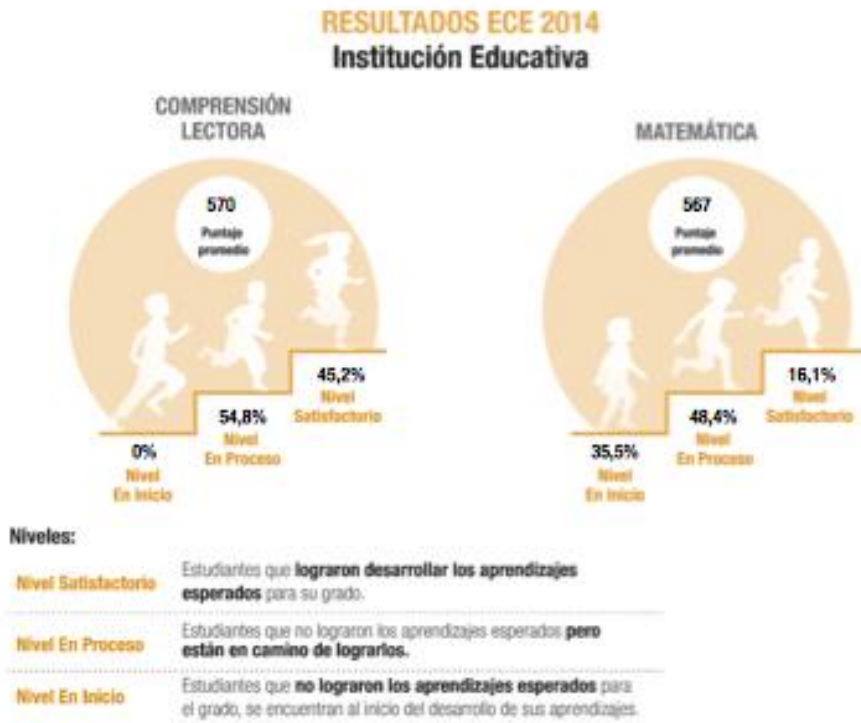 RESULTADOS ECE 2014
Institución Educativa
COMPRENSIÓN
LECTORA
570
Puntaje
promedio
45,2%
Nivel
Satisfactorio
54,8%
Nivel
En Proceso
0%
Nivel
En Inicio
MATEMÁTICA
567
Puntaje
promedio
16,1%
Nivel
Satisfactorio
48,4%
Nivel
En Proceso
35,5%
Nivel
En Inicio
Niveles:
Nivel Satisfactorio
Estudiantes que lograron desarrollar los aprendizajes
esperados para su grado.
Nivel En Proceso
Estudiantes que no lograron los aprendizajes esperados pero
están en camino de lograrlos.
Nivel En Inicio
Estudiantes que no lograron los aprendizajes esperados para
el grado, se encuentran al inicio del desarrollo de sus aprendizajes.